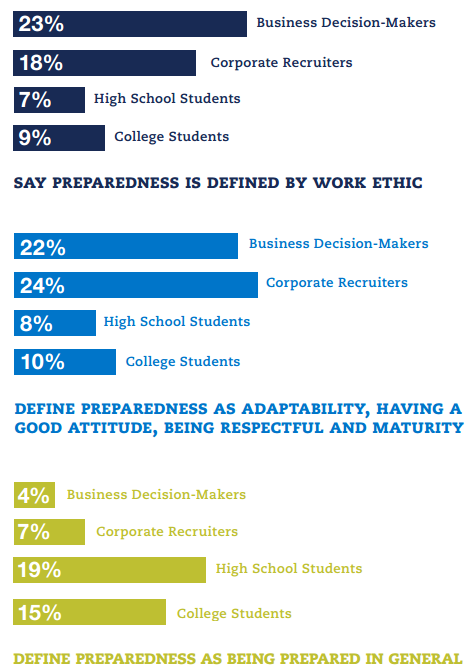 23% Business Decision-Makers
18% Corporate Recruiters
7% High School Students
9% College Students
SAY PREPAREDNESS IS DEFINED BY WORK ETHIC
22% Business Decision-Makers
24% Corporate Recruiters
8% High School Students
10% College Students
DEFINE PREPAREDNESS AS ADAPTABILITY, HAVING A
GOOD ATTITUDE, BEING RESPECTFUL AND MATURITY
4% Business Decision-Makers
7% Corporate Recruiters
19% High School Students
15% College Students
DEFINE PREPAREDNESS AS BEING PREPARED IN GENERAL